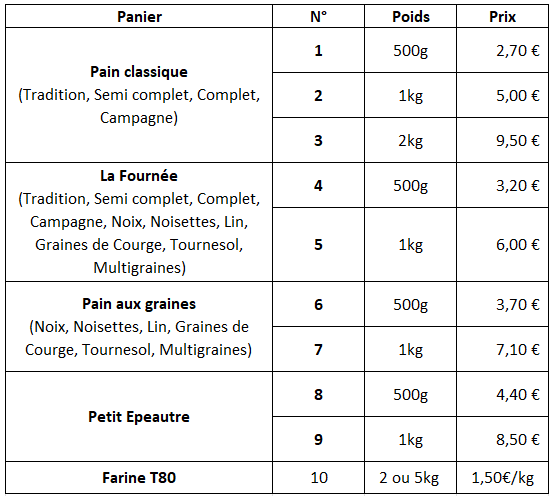 Panier N° Poids Prix
Pain classique
(Tradition, Semi complet, Complet,
Campagne)
1 500g 2,70 €
2 1kg 5,00 €
3 2kg 9,50 €
La Fournée
(Tradition, Semi complet, Complet,
Campagne, Noix, Noisettes, Lin,
Graines de Courge, Tournesol,
Multigraines)
4 500g 3,20 €
5 1kg 6,00 €
Pain aux graines
(Noix, Noisettes, Lin, Graines de
Courge, Tournesol, Multigraines)
6 500g 3,70 €
7 1kg 7,10 €
Petit Epeautre
8 500g 4,40 €
9 1kg 8,50 €
Farine T80 10 2 ou 5kg 1,50€/kg